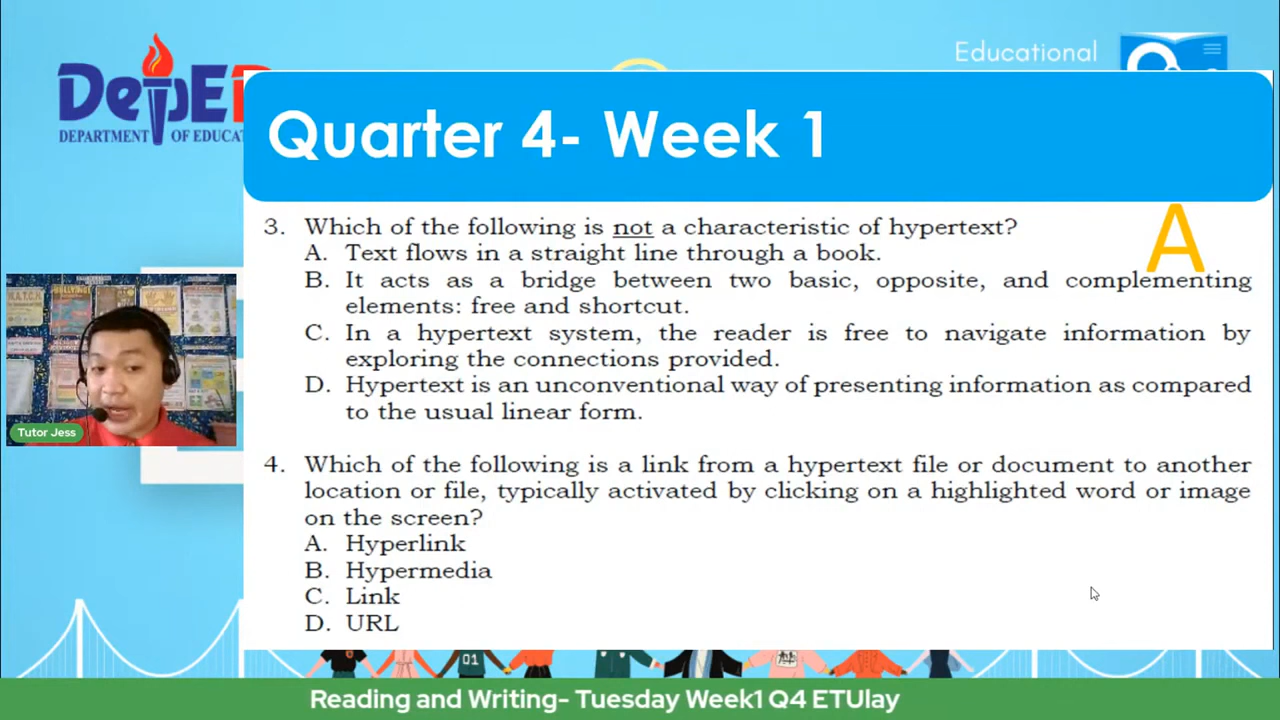 Educational
DepED
DEPARTMENT OF EDUCA
Quarter 4- Week 1
A
3. Which of the following is not a characteristic of hypertext?
A. Text flows in a straight line through a book.
B. It acts as a bridge between two basic, opposite, and complementing
elements: free and shortcut.
C. In a hypertext system, the reader is free to navigate information by
exploring the connections provided.
D. Hypertext is an unconventional way of presenting information as compared
to the usual linear form.
4. Which of the following is a link from a hypertext file or document to another
location or file, typically activated by clicking on a highlighted word or image
on the screen?
A. Hyperlink
B. Hypermedia
C. Link
D. URL
Tutor Jess
01
Reading and Writing- Tuesday Week1 Q4 ETUlay